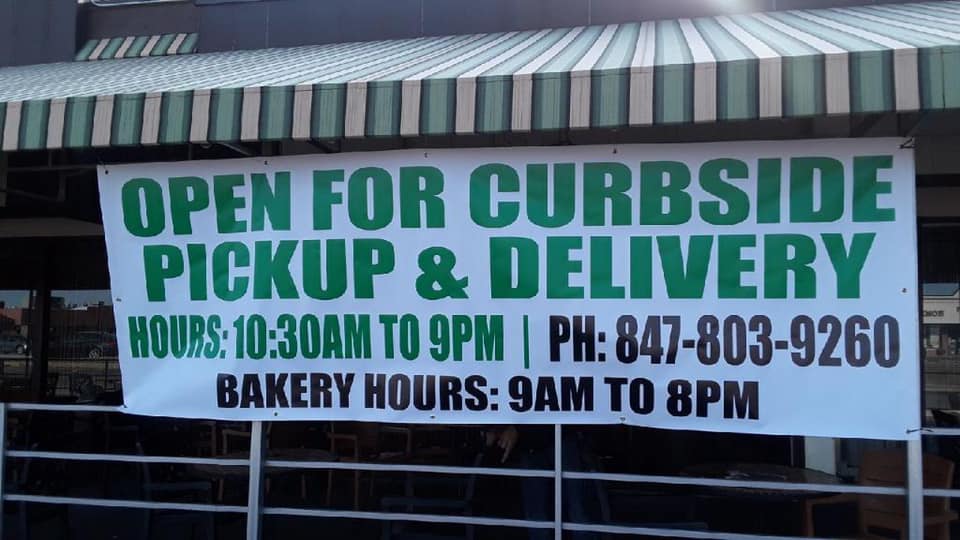 OPEN FOR CURBSIDE
PICKUP & DELIVERY
HOURS: 10:30AM TO 9PM | PH: 847-803-9260
BAKERY HOURS: 9AM TO 8PM